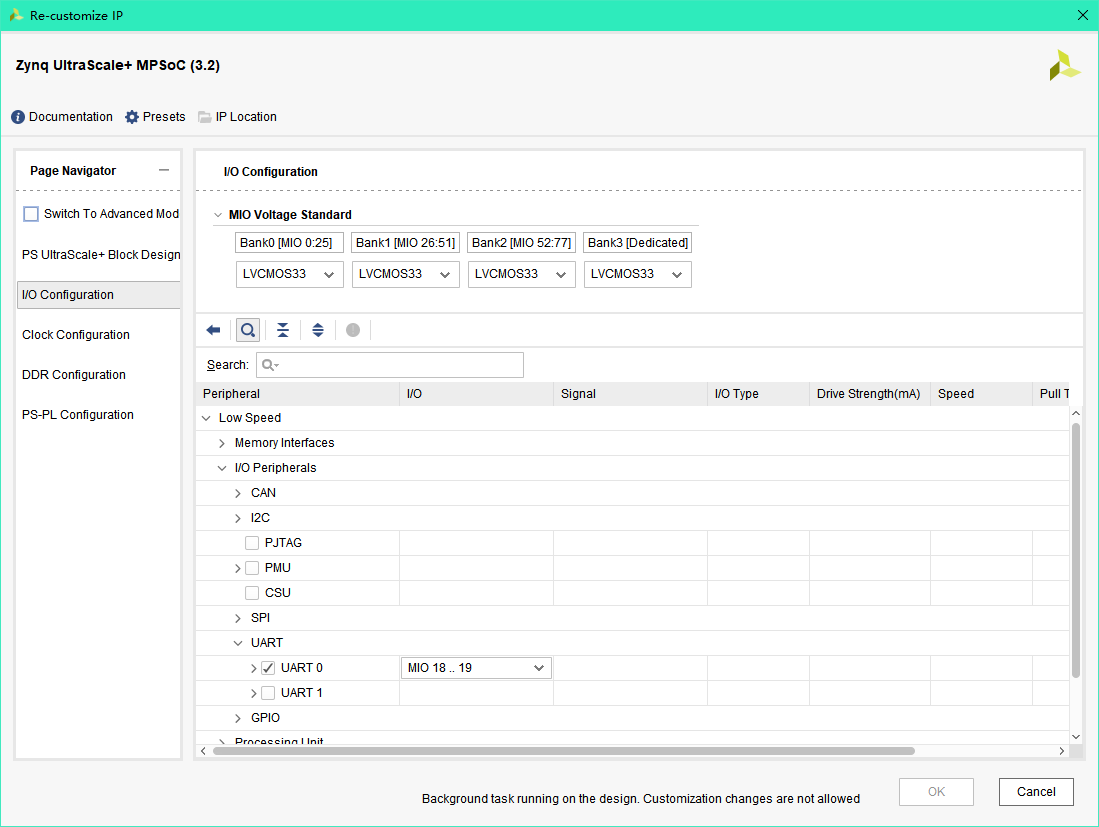 Re-customize IP
Zynq UltraScale+ MPSoC (3.2)
Documentation Presets IP Location
Page Navigator
Switch To Advanced Mod
PS UltraScale+ Block Design
I/O Configuration
Clock Configuration
DDR Configuration
PS-PL Configuration
I/O Configuration
MIO Voltage Standard
Bank0 [MIO 0:25] Bank1 [MIO 26:51] Bank2 [MIO 52:77] Bank3 [Dedicated]
LVCMOS33 LVCMOS33 LVCMOS33 LVCMOS33
Search:
Peripheral I/O Signal I/O Type Drive Strength(mA) Speed Pull T
Low Speed
Memory Interfaces
I/O Peripherals
CAN
I2C
PJTAG
PMU
CSU
SPI
UART
UART 0 MIO 18 .. 19
UART 1
GPIO
Processing Unit
Background task running on the design. Customization changes are not allowed
OK Cancel